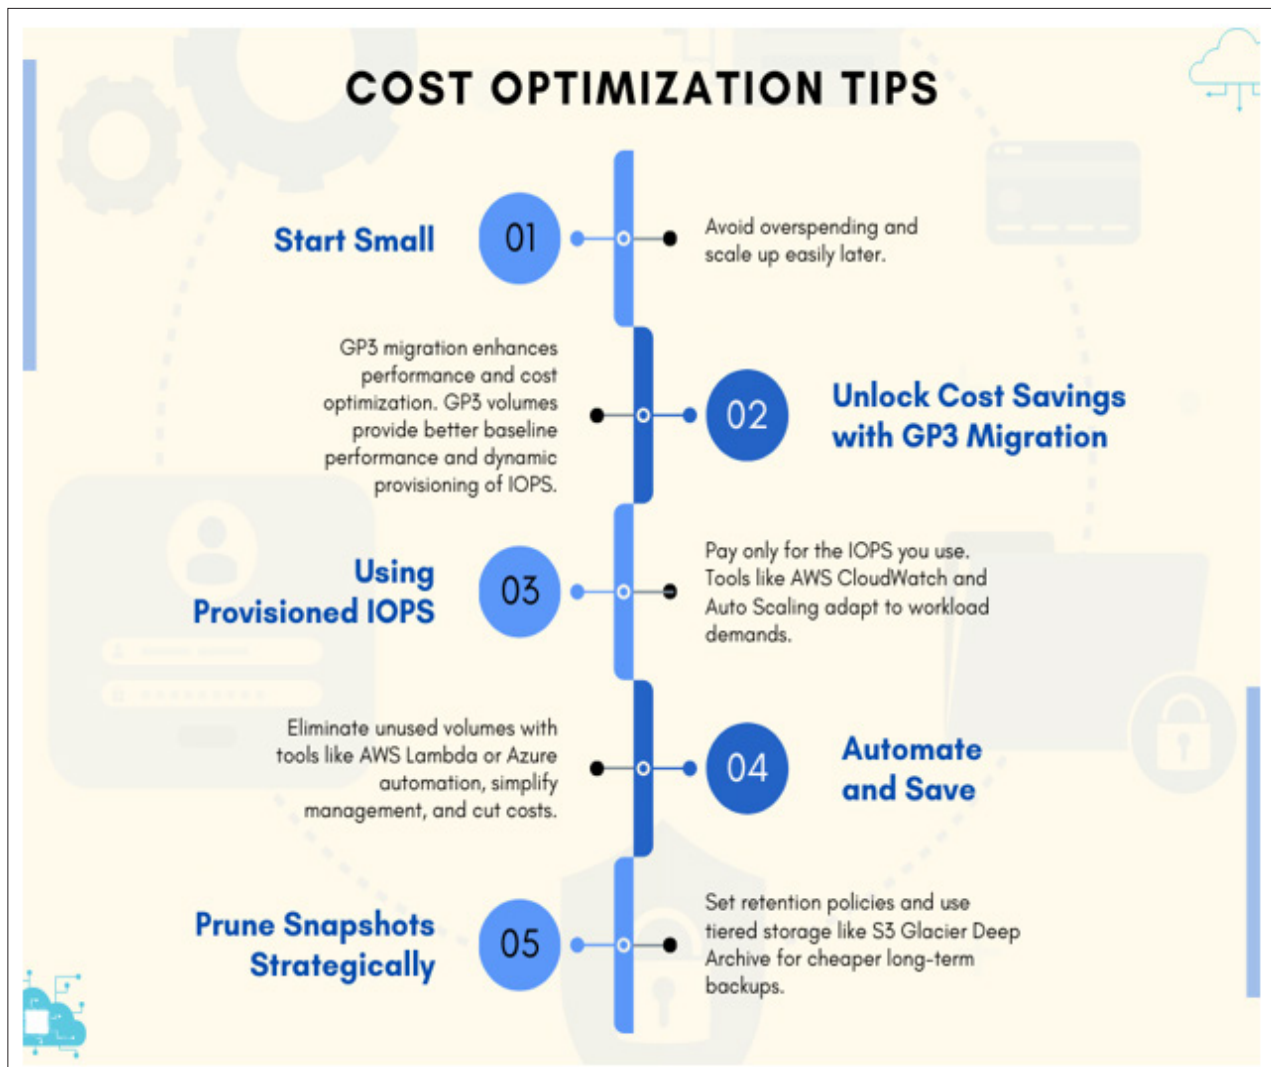 COST OPTIMIZATION TIPS
Start Small
01
Avoid overspending and
scale up easily later.
GP3 migration enhances
performance and cost
optimization. GP3 volumes
provide better baseline
performance and dynamic
provisioning of IOPS.
02
Unlock Cost Savings
with GP3 Migration
Using
Provisioned IOPS
03
Pay only for the IOPS you use.
Tools like AWS CloudWatch and
Auto Scaling adapt to workload
demands.
Eliminate unused volumes with
tools like AWS Lambda or Azure
automation, simplify
management, and cut costs.
04
Automate
and Save
Prune Snapshots
Strategically
05
Set retention policies and use
tiered storage like S3 Glacier Deep
Archive for cheaper long-term
backups.